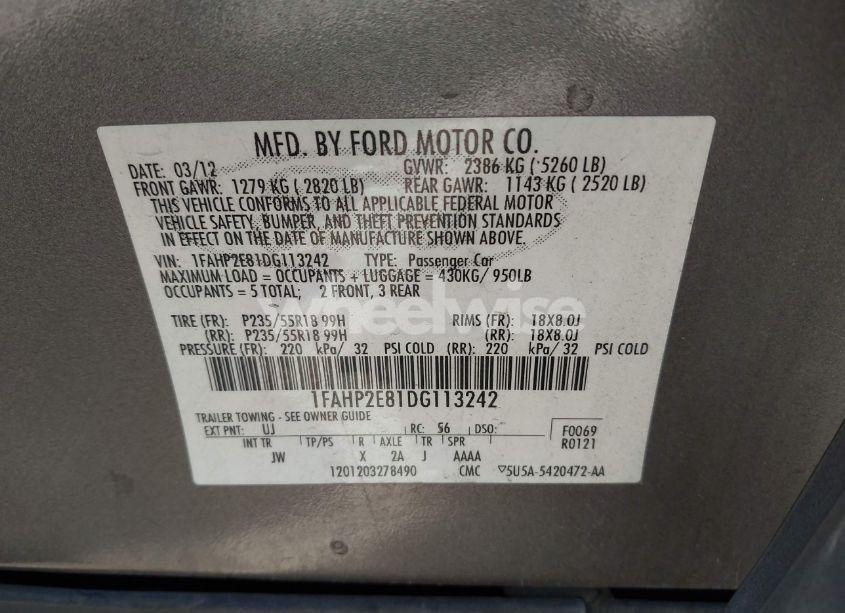 MFD. BY FORD MOTOR CO.
DATE: 03/12 GVWR: 2386 KG ( 5260 LB)
FRONT GAWR: 1279 KG ( 2820 LB) REAR GAWR: 1143 KG ( 2520 LB)
THIS VEHICLE CONFORMS TO ALL APPLICABLE FEDERAL MOTOR
VEHICLE SAFETY, BUMPER, AND THEFT PREVENTION STANDARDS
IN EFFECT ON THE DATE OF MANUFACTURE SHOWN ABOVE.
VIN: 1FAHP2E81DG113242 TYPE: Passenger Car
MAXIMUM LOAD = OCCUPANTS + LUGGAGE = 430KG/ 950LB
OCCUPANTS = 5 TOTAL; 2 FRONT, 3 REAR
wheelwise
TIRE (FR): P235/55R18 99H RIMS (FR): 18X8.0J
(RR): P235/55R18 99H (RR): 18X8.0J
PRESSURE (FR): 220 kPa/ 32 PSI COLD (RR): 220 kPa/ 32 PSI COLD
1FAHP2E81DG113242
TRAILER TOWING - SEE OWNER GUIDE
EXT PNT: UJ RC: 56 DSO: F0069
INT TR TP/PS R AXLE TR SPR R0121
JW X 2A J AAAA
1201203278490 CMC 5U5A-5420472-AA